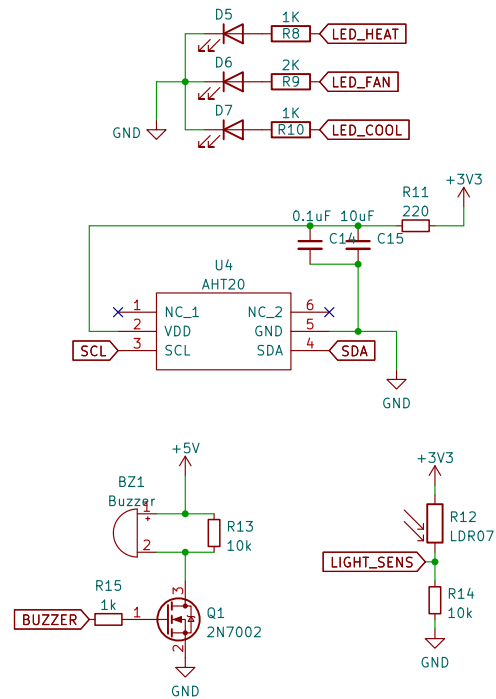 D5
1K
R8
LED_HEAT
D6
2K
R9
LED_FAN
D7
1K
R10
LED_COOL
GND
+3V3
R11
220
0.1uF
10uF
C14
C15
U4
AHT20
1
NC_1
NC_2
6
2
VDD
GND
5
SCL
3
SCL
SDA
4
SDA
GND
+5V
+3V3
BZ1
Buzzer
1
+
2
R13
10k
R12
LDR07
LIGHT_SENS
R15
1k
BUZZER
1
3
Q1
2N7002
2
R14
10k
GND
GND